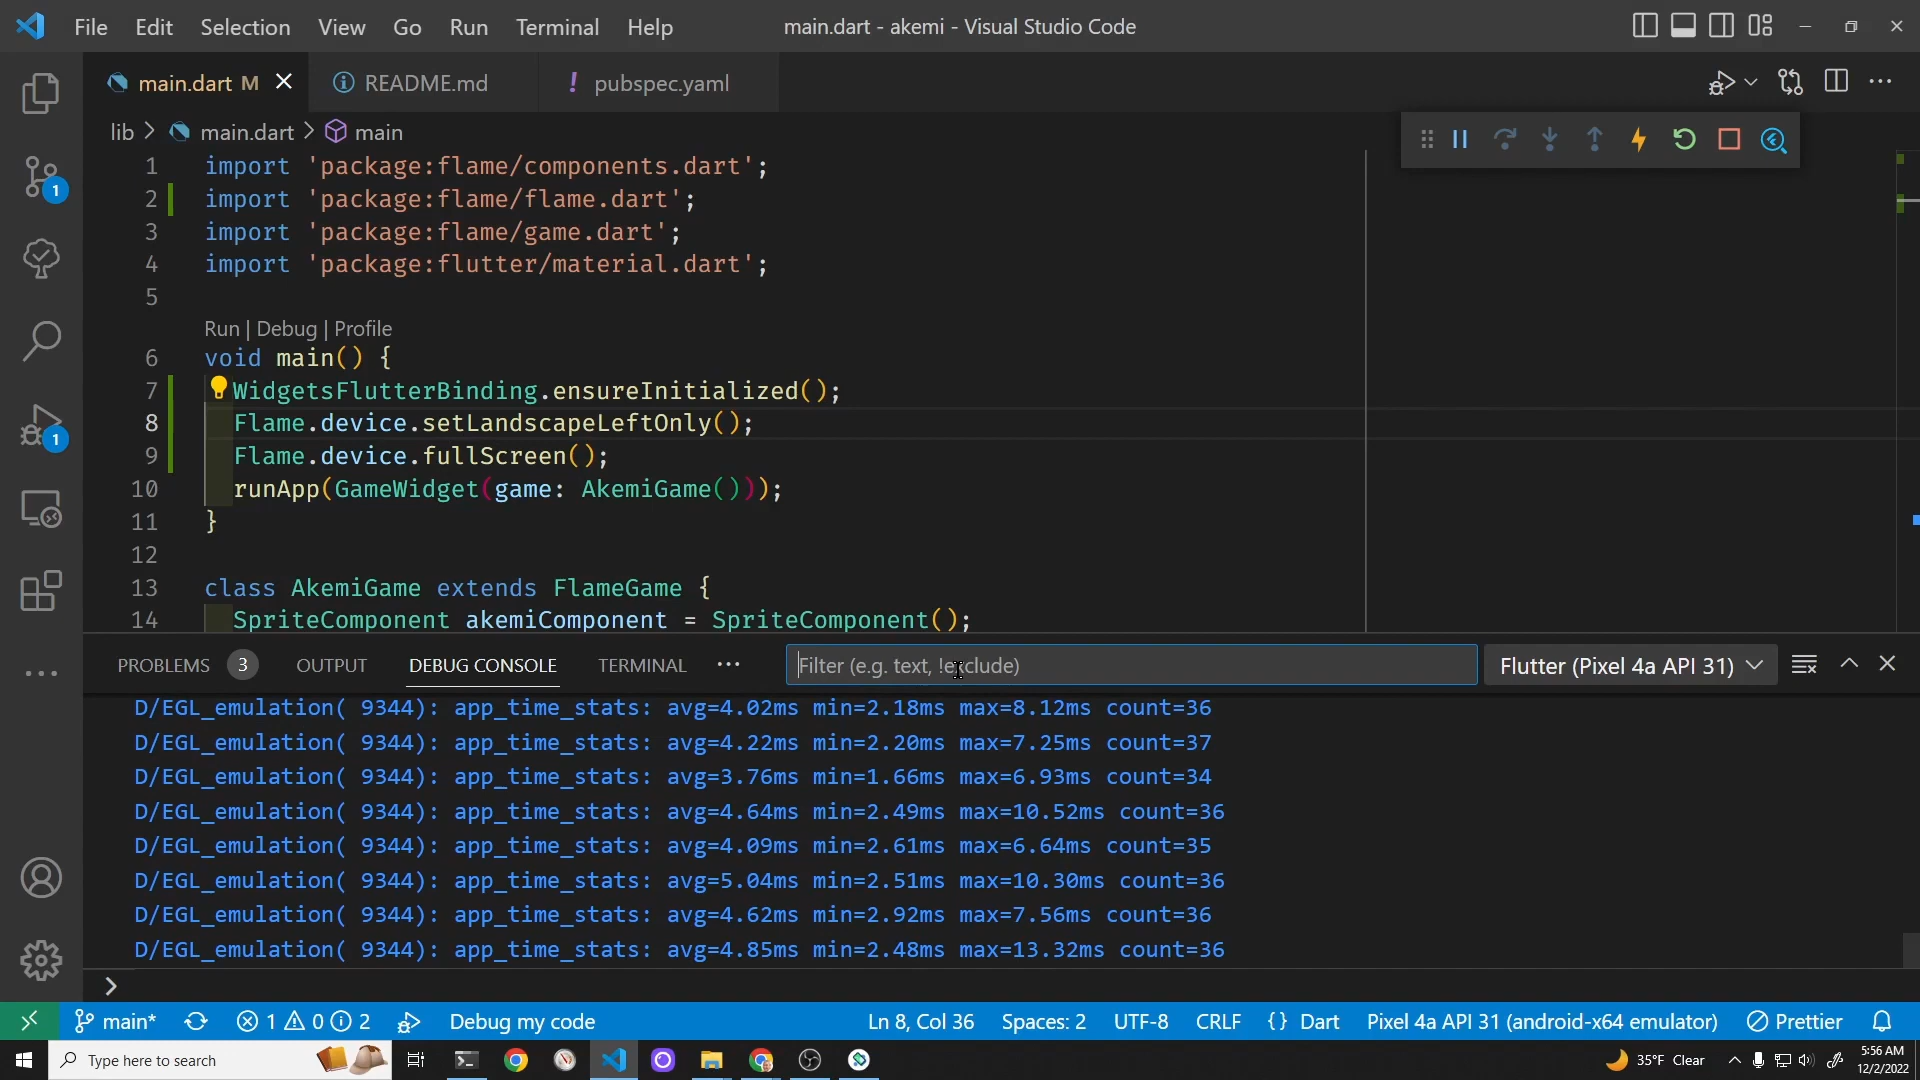 File Edit Selection View Go Run Terminal Help main.dart - akemi - Visual Studio Code
main.dart M README.md ! pubspec.yaml
lib > main.dart > main
1 import 'package:flame/components.dart';
2 import 'package:flame/flame.dart';
3 import 'package:flame/game.dart';
4 import 'package:flutter/material.dart';
5
Run | Debug | Profile
6 void main() {
7 WidgetsFlutterBinding.ensureInitialized();
8 Flame.device.setLandscapeLeftOnly();
9 Flame.device.fullScreen();
10 runApp(GameWidget(game: AkemiGame()));
11 }
12
13 class AkemiGame extends FlameGame {
14 SpriteComponent akemiComponent = SpriteComponent();
1
1
PROBLEMS 3 OUTPUT DEBUG CONSOLE TERMINAL ··· Filter (e.g. text, !exclude) Flutter (Pixel 4a API 31)
D/EGL_emulation( 9344): app_time_stats: avg=4.02ms min=2.18ms max=8.12ms count=36
D/EGL_emulation( 9344): app_time_stats: avg=4.22ms min=2.20ms max=7.25ms count=37
D/EGL_emulation( 9344): app_time_stats: avg=3.76ms min=1.66ms max=6.93ms count=34
D/EGL_emulation( 9344): app_time_stats: avg=4.64ms min=2.49ms max=10.52ms count=36
D/EGL_emulation( 9344): app_time_stats: avg=4.09ms min=2.61ms max=6.64ms count=35
D/EGL_emulation( 9344): app_time_stats: avg=5.04ms min=2.51ms max=10.30ms count=36
D/EGL_emulation( 9344): app_time_stats: avg=4.62ms min=2.92ms max=7.56ms count=36
D/EGL_emulation( 9344): app_time_stats: avg=4.85ms min=2.48ms max=13.32ms count=36
>
main* 1 0 2 Debug my code Ln 8, Col 36 Spaces: 2 UTF-8 CRLF {} Dart Pixel 4a API 31 (android-x64 emulator) Prettier
Type here to search 35°F Clear 5:56 AM
12/2/2022